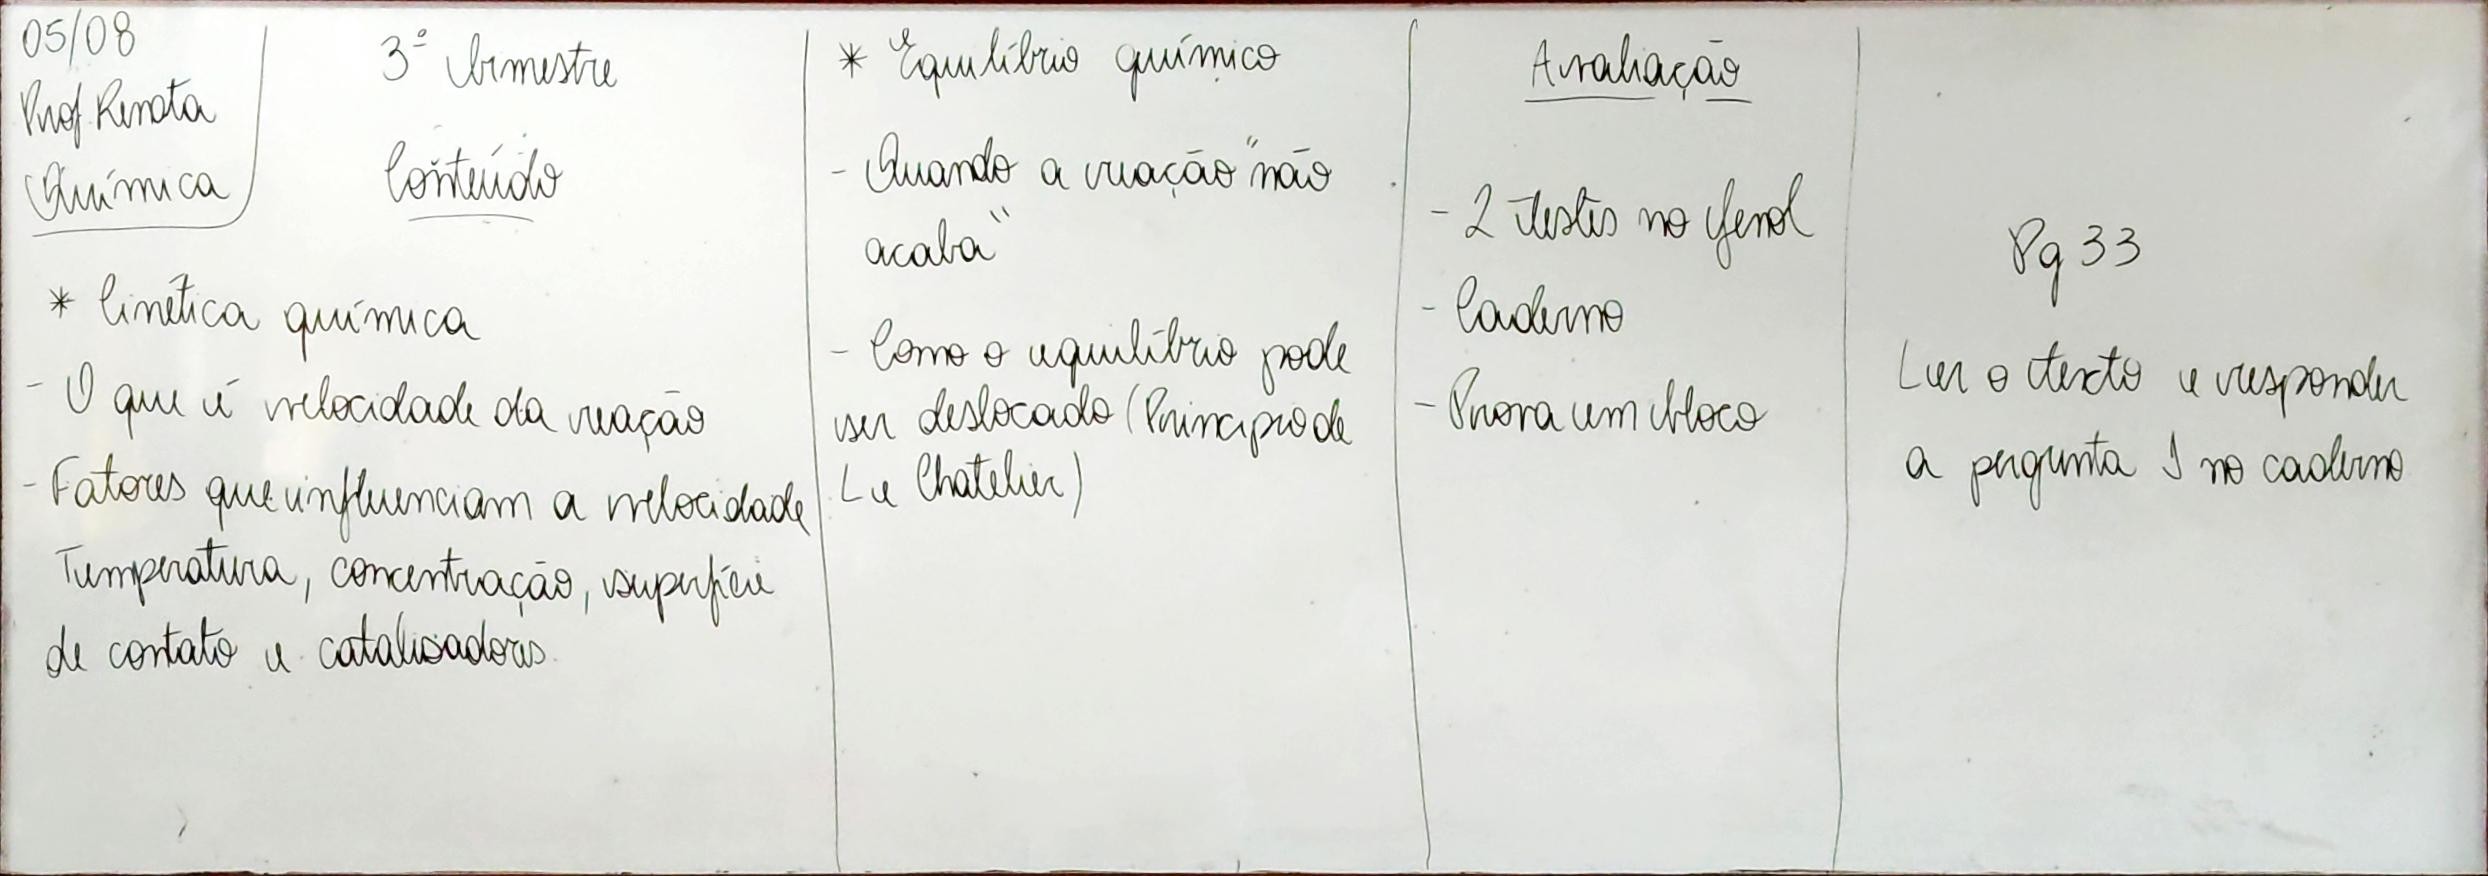 05/08
Prof Renata
Química
3º bimestre
Conteúdo
* Cinética química
- O que é velocidade da reação
- Fatores que influenciam a velocidade
Temperatura, concentração, superfície
de contato e catalisadores.
* Equilíbrio químico
- Quando a reação "não
acaba"
- Como o equilíbrio pode
ser deslocado (Principio de
Le Chatelier)
Avaliação
- 2 testes no fenol
- Caderno
- Prova em bloco
Pg 33
Ler o texto e responder
a pergunta 1 no caderno